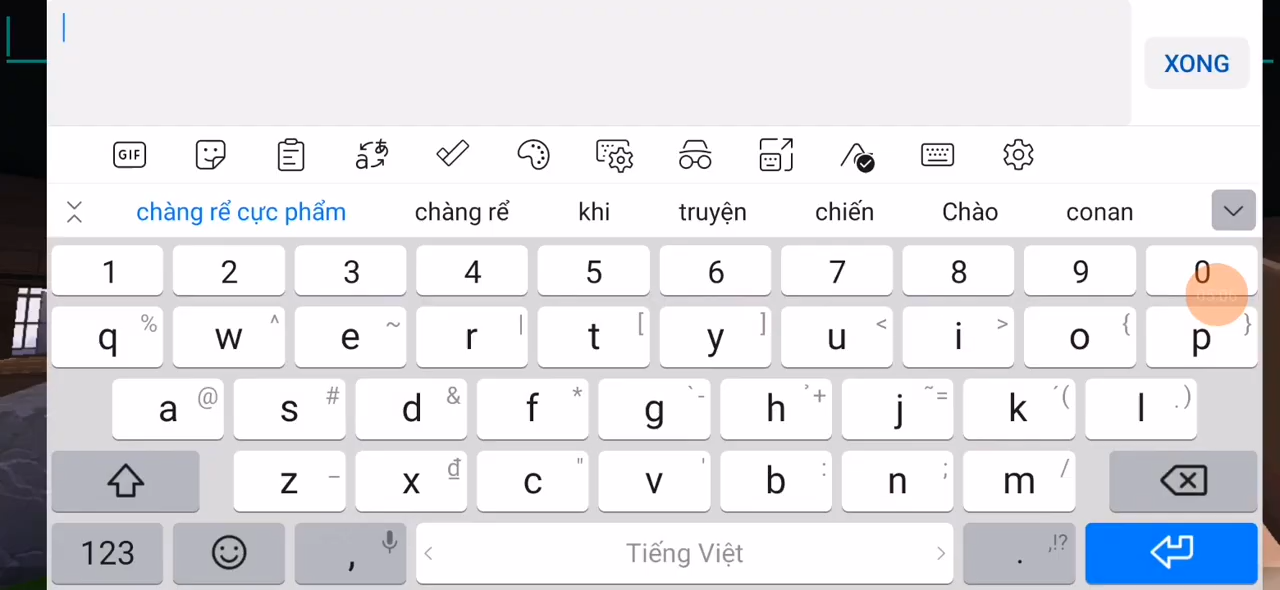 XONG
GIF
chàng rể cực phẩm chàng rể khi truyện chiến Chào conan
1 2 3 4 5 6 7 8 9 0
q % w ^ e ~ r | t [ y ] u < i > o { p }
a @ s # d & f * g ` - h ̉ + j ˜ = k ´ ( l . )
z _ x ₫ c " v ' b : n ; m /
123 , < Tiếng Việt > . ,!?